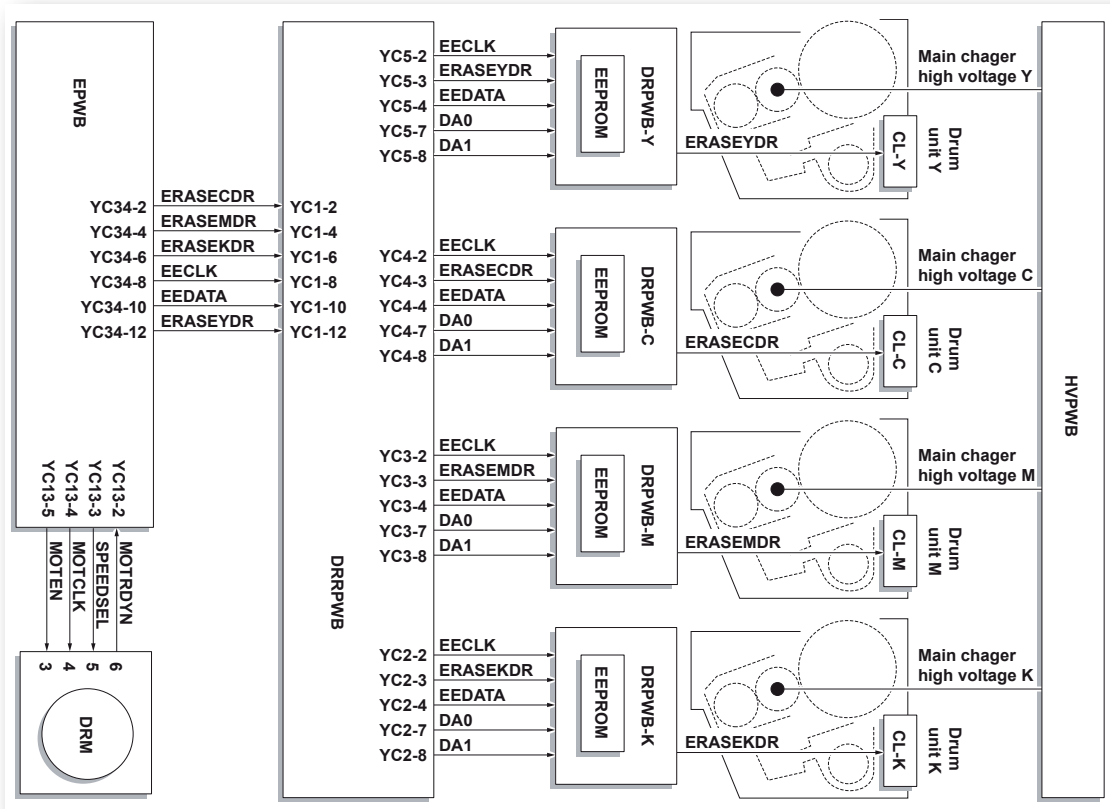 EPWB
YC34-2
YC34-4
YC34-6
YC34-8
YC34-10
YC34-12
ERASECDR
ERASEMDR
ERASEKDR
EECLK
EEDATA
ERASEYDR
YC1-2
YC1-4
YC1-6
YC1-8
YC1-10
YC1-12
YC13-5
YC13-4
YC13-3
YC13-2
MOTEN
MOTCLK
SPEEDSEL
MOTRDYN
3
4
5
6
DRM
DRRPWB
YC5-2
YC5-3
YC5-4
YC5-7
YC5-8
EECLK
ERASEYDR
EEDATA
DA0
DA1
EEPROM
DRPWB-Y
ERASEYDR
CL-Y
Drum
unit Y
Main chager
high voltage Y
YC4-2
YC4-3
YC4-4
YC4-7
YC4-8
EECLK
ERASECDR
EEDATA
DA0
DA1
EEPROM
DRPWB-C
ERASECDR
CL-C
Drum
unit C
Main chager
high voltage C
YC3-2
YC3-3
YC3-4
YC3-7
YC3-8
EECLK
ERASEMDR
EEDATA
DA0
DA1
EEPROM
DRPWB-M
ERASEMDR
CL-M
Drum
unit M
Main chager
high voltage M
YC2-2
YC2-3
YC2-4
YC2-7
YC2-8
EECLK
ERASEKDR
EEDATA
DA0
DA1
EEPROM
DRPWB-K
ERASEKDR
CL-K
Drum
unit K
Main chager
high voltage K
HVPWB